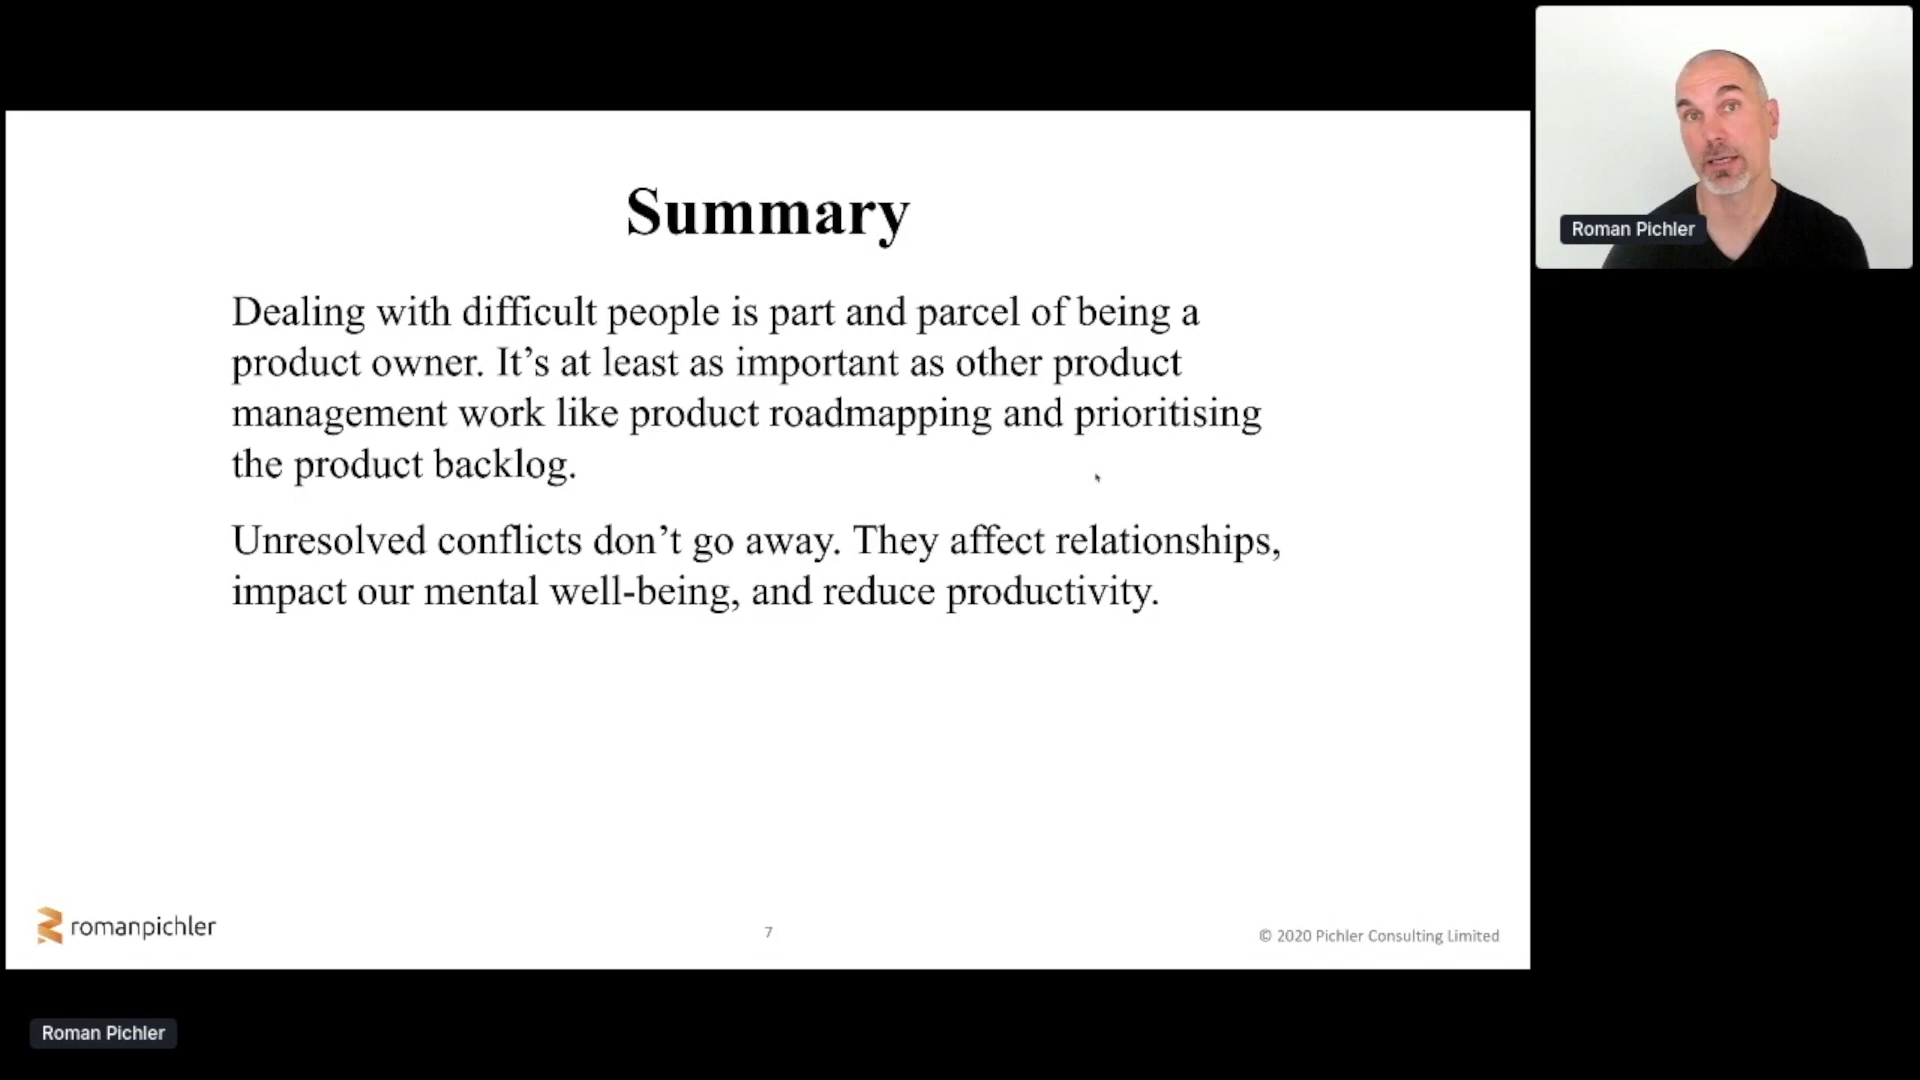 Summary
Dealing with difficult people is part and parcel of being a
product owner. It’s at least as important as other product
management work like product roadmapping and prioritising
the product backlog.
Unresolved conflicts don’t go away. They affect relationships,
impact our mental well-being, and reduce productivity.
romanpichler
7
© 2020 Pichler Consulting Limited
Roman Pichler
Roman Pichler